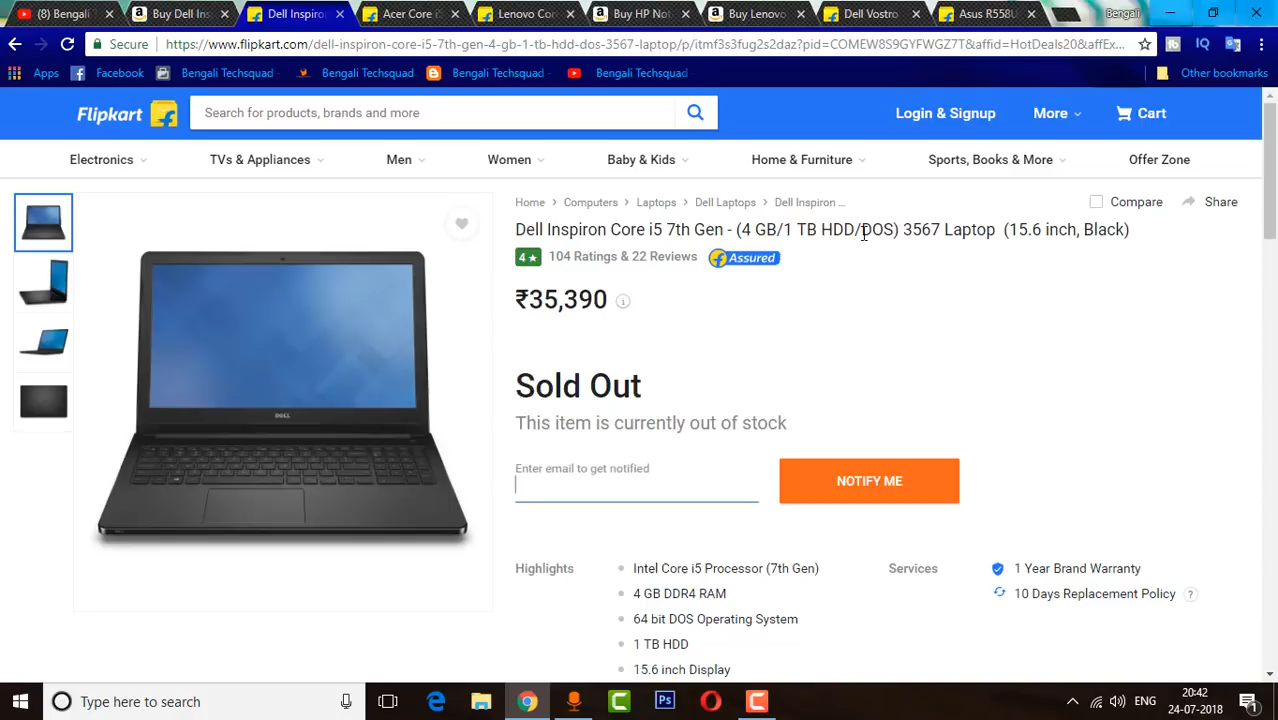 (8) Bengali
Buy Dell Ins
Dell Inspiron
Acer Core i
Lenovo Core
Buy HP Not
Buy Lenovo
Dell Vostro
Asus R558U
Bengali
Secure
https://www.flipkart.com/dell-inspiron-core-i5-7th-gen-4-gb-1-tb-hdd-dos-3567-laptop/p/itmf3s3fug2s2daz?pid=COMEW8S9GYFWGZ7T&affid=HotDeals20&affEx...
Apps
Facebook
Bengali Techsquad
Bengali Techsquad
Bengali Techsquad
Bengali Techsquad
Other bookmarks
Flipkart
Search for products, brands and more
Login & Signup
More
Cart
Electronics
TVs & Appliances
Men
Women
Baby & Kids
Home & Furniture
Sports, Books & More
Offer Zone
Home > Computers > Laptops > Dell Laptops > Dell Inspiron ...
Compare
Share
Dell Inspiron Core i5 7th Gen - (4 GB/1 TB HDD/DOS) 3567 Laptop (15.6 inch, Black)
4 ★
104 Ratings & 22 Reviews
Assured
₹35,390
Sold Out
This item is currently out of stock
Enter email to get notified
NOTIFY ME
Highlights
Intel Core i5 Processor (7th Gen)
4 GB DDR4 RAM
64 bit DOS Operating System
1 TB HDD
15.6 inch Display
Services
1 Year Brand Warranty
10 Days Replacement Policy ?
DELL
Type here to search
ENG
20:42
24-07-2018